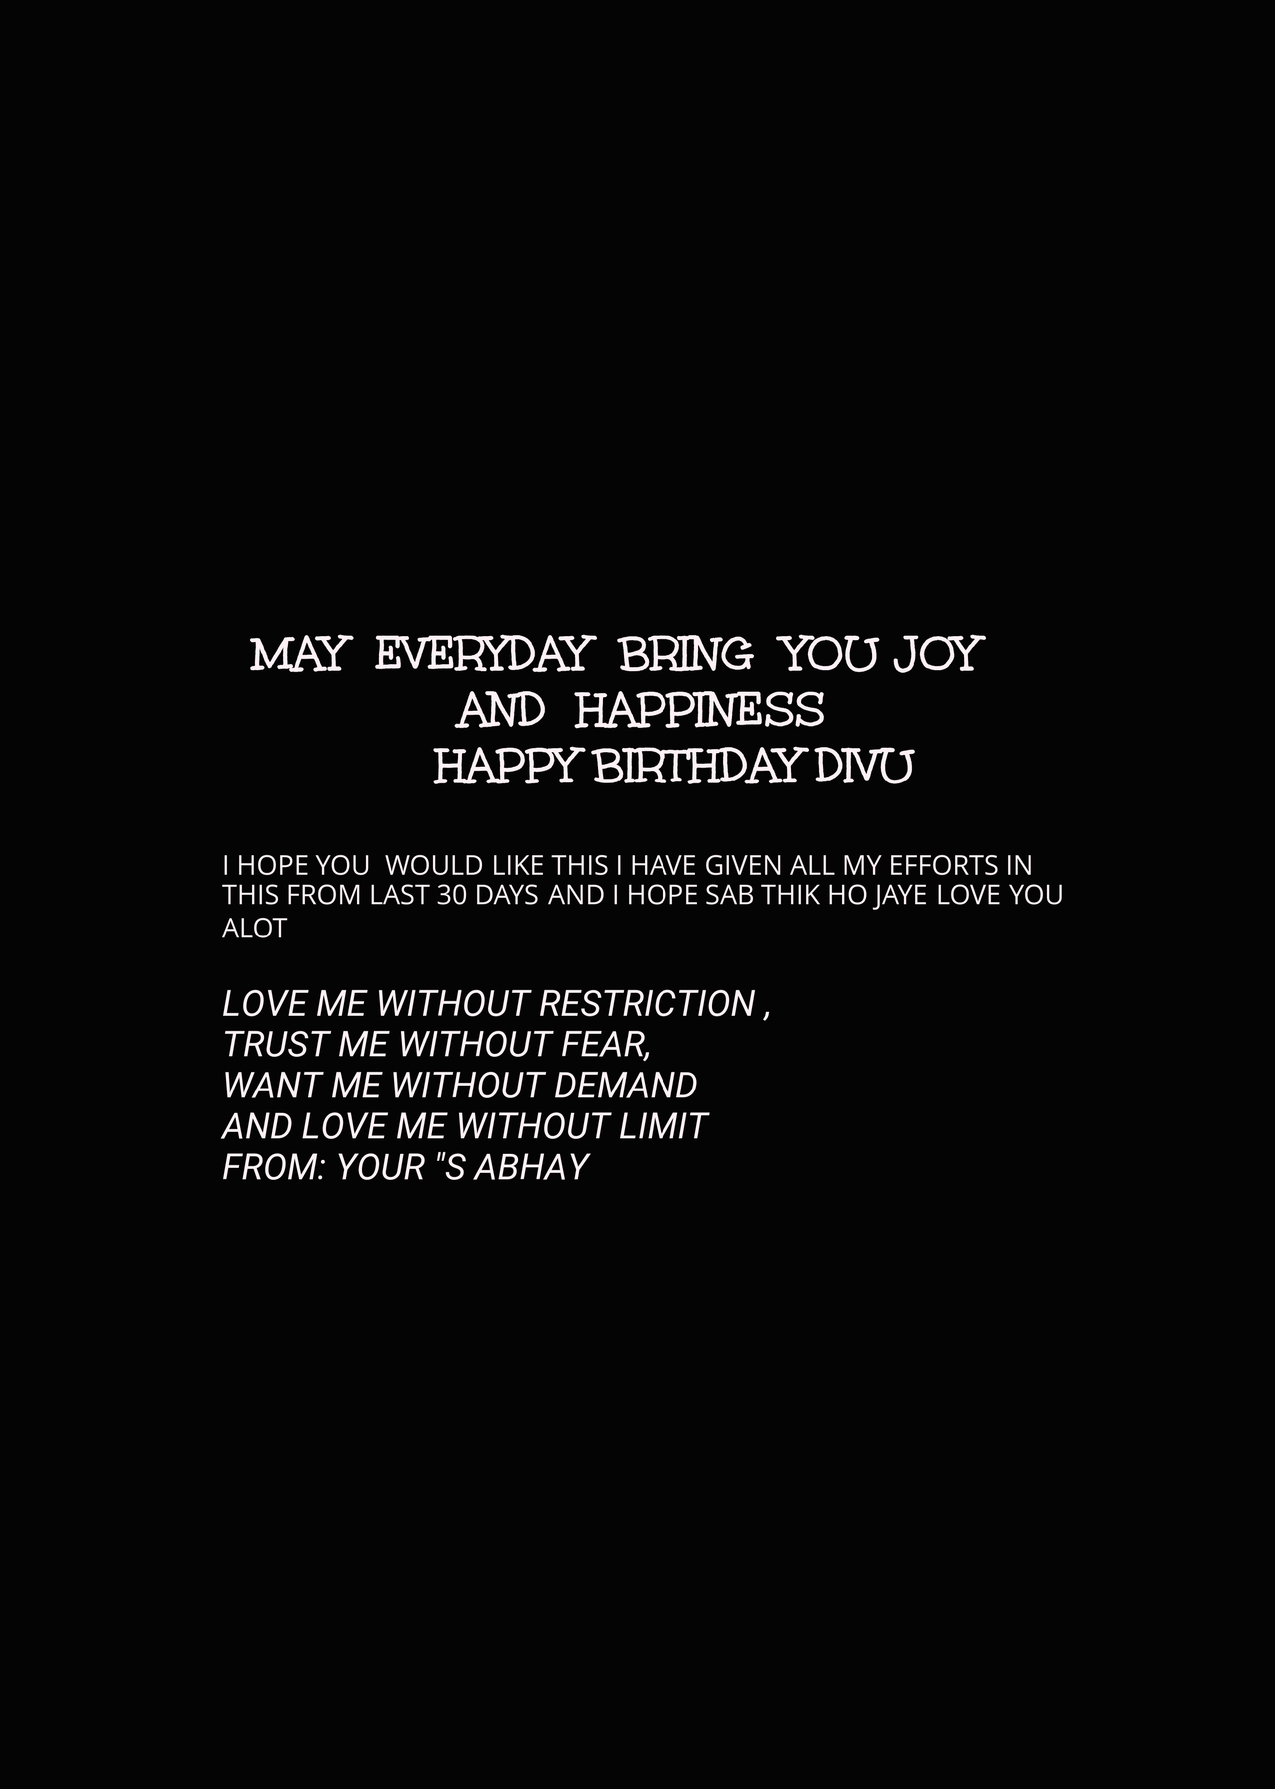 MAY EVERYDAY BRING YOU JOY
AND HAPPINESS
HAPPY BIRTHDAY DIVU
I HOPE YOU WOULD LIKE THIS I HAVE GIVEN ALL MY EFFORTS IN
THIS FROM LAST 30 DAYS AND I HOPE SAB THIK HO JAYE LOVE YOU
ALOT
LOVE ME WITHOUT RESTRICTION ,
TRUST ME WITHOUT FEAR,
WANT ME WITHOUT DEMAND
AND LOVE ME WITHOUT LIMIT
FROM: YOUR "S ABHAY